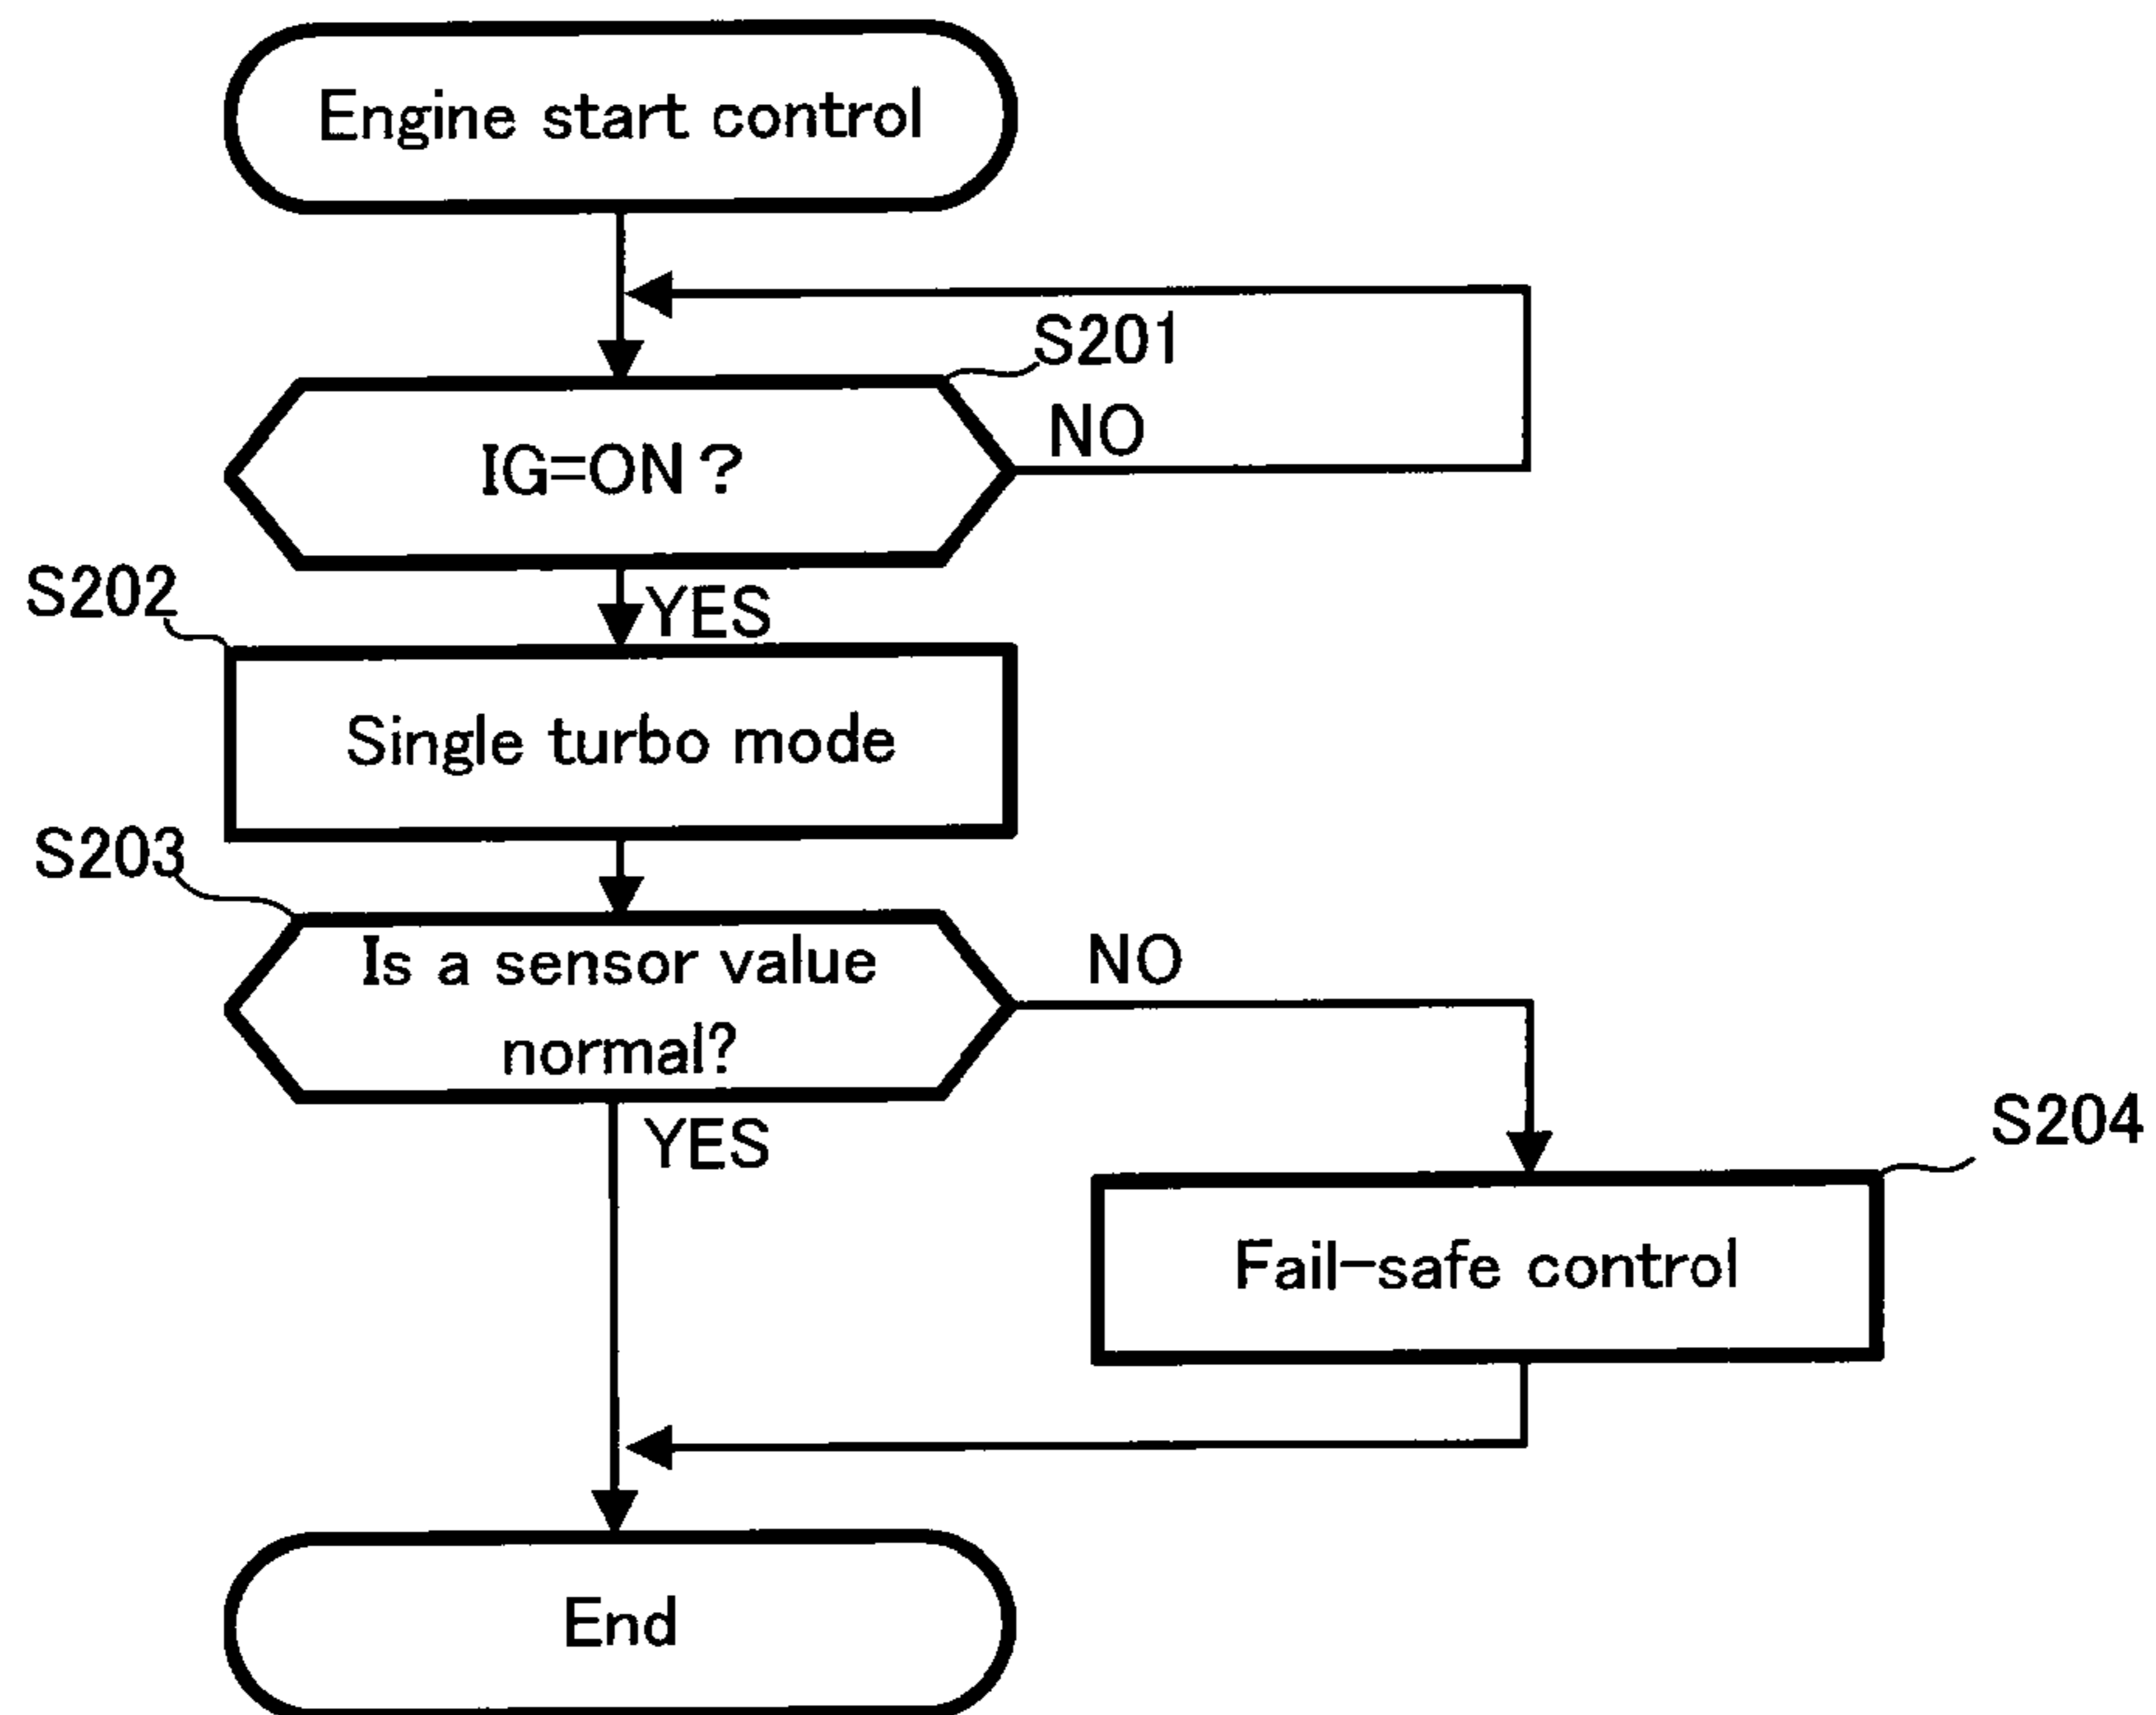 Engine start control
S201
IG=ON ?
NO
YES
S202
Single turbo mode
S203
Is a sensor value
normal?
NO
YES
S204
Fail-safe control
End